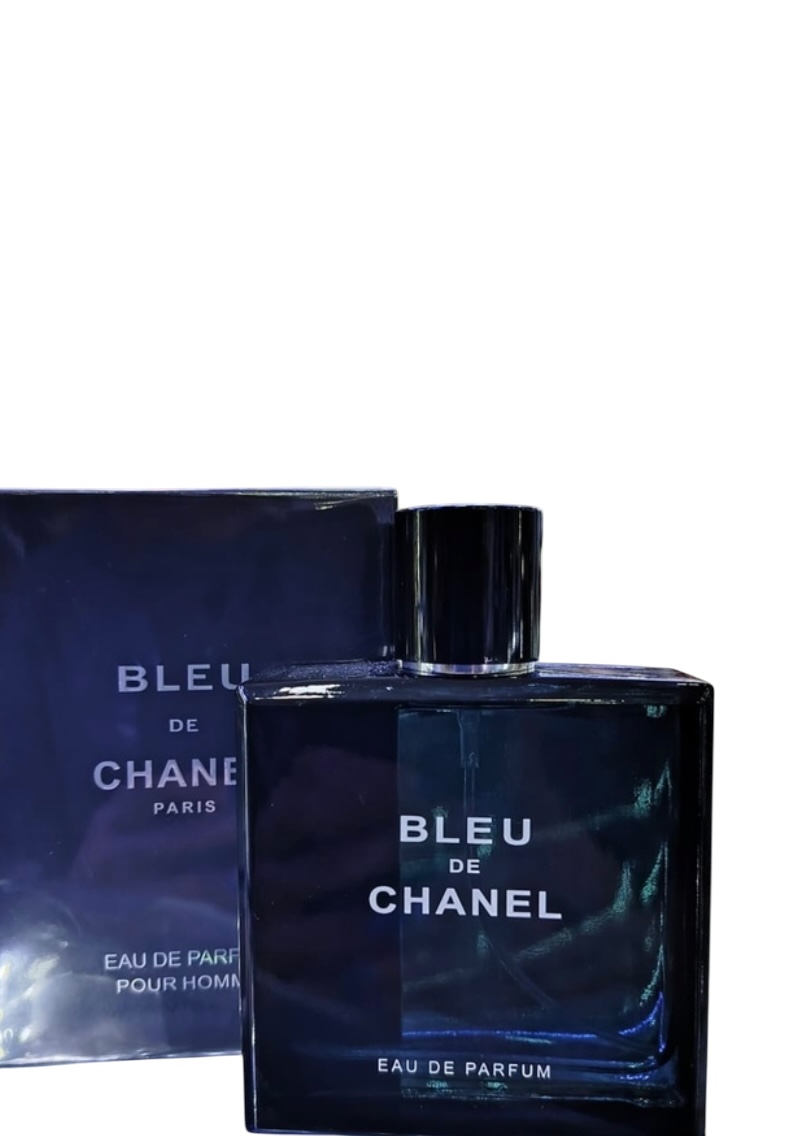 BLEU
DE
CHANE
PARIS
EAU DE PARF
POUR HOMM
BLEU
DE
CHANEL
EAU DE PARFUM